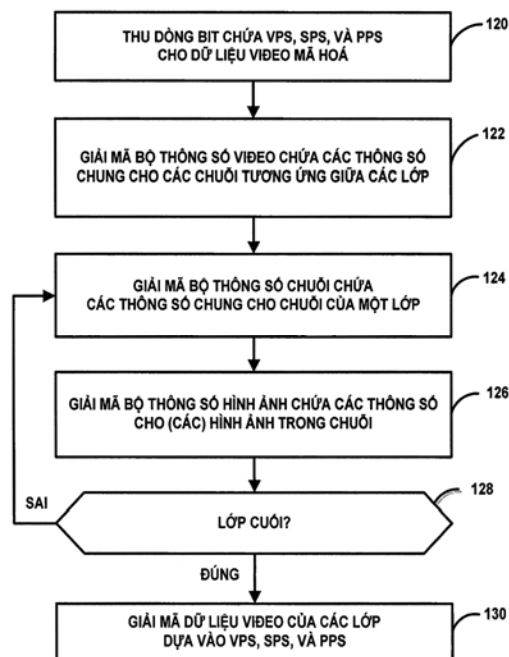 THU DÒNG BIT CHỨA VPS, SPS, VÀ PPS
CHO DỮ LIỆU VIĐEO MÃ HOÁ
120
GIẢI MÃ BỘ THÔNG SỐ VIĐEO CHỨA CÁC THÔNG SỐ
CHUNG CHO CÁC CHUỖI TƯƠNG ỨNG GIỮA CÁC LỚP
122
GIẢI MÃ BỘ THÔNG SỐ CHUỖI CHỨA
CÁC THÔNG SỐ CHUNG CHO CHUỖI CỦA MỘT LỚP
124
GIẢI MÃ BỘ THÔNG SỐ HÌNH ẢNH CHỨA CÁC THÔNG SỐ
CHO (CÁC) HÌNH ẢNH TRONG CHUỖI
126
SAI
LỚP CUỐI?
128
ĐÚNG
GIẢI MÃ DỮ LIỆU VIĐEO CỦA CÁC LỚP
DỰA VÀO VPS, SPS, VÀ PPS
130